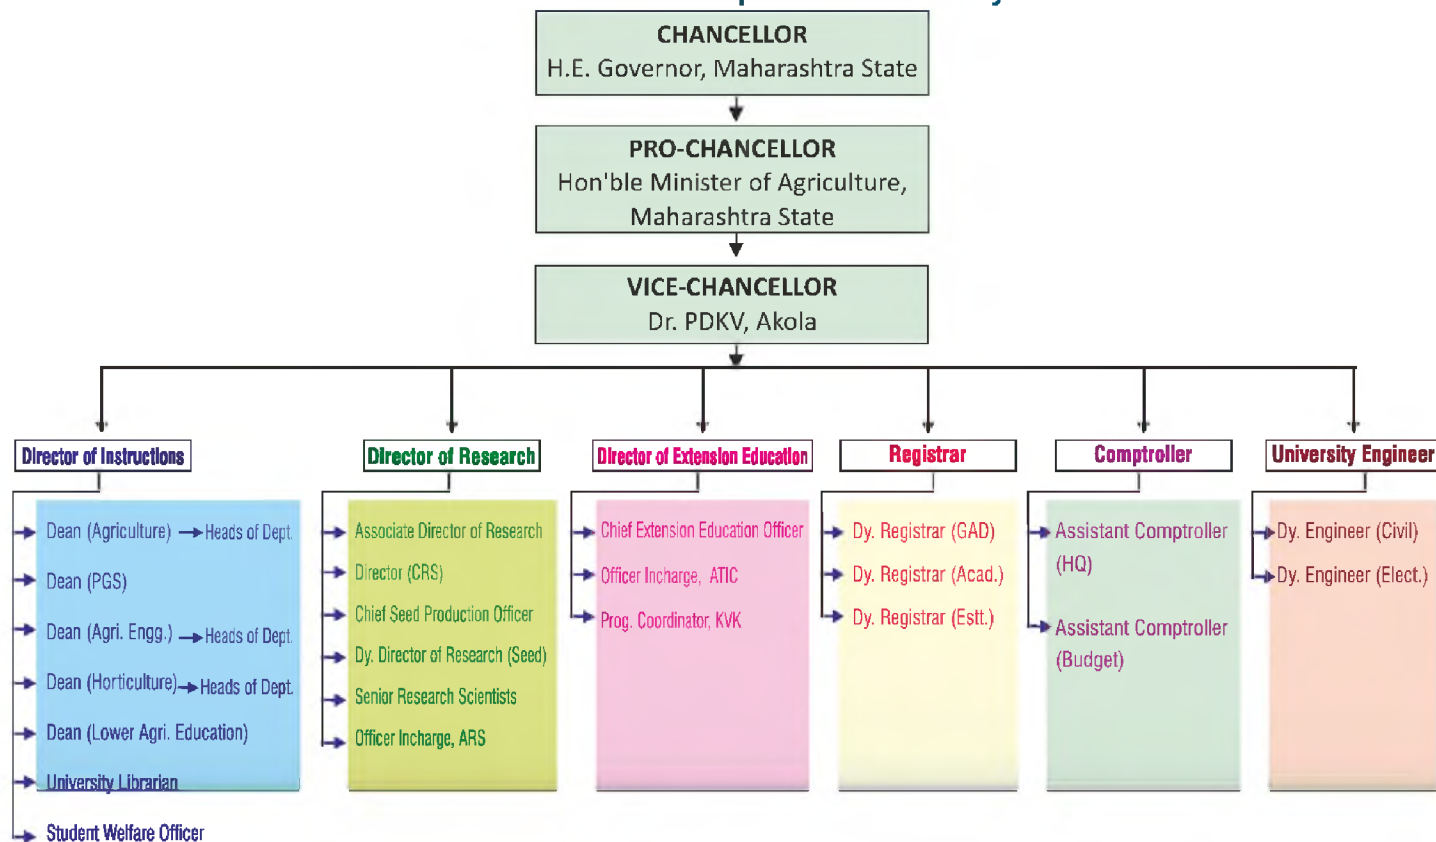 CHANCELLOR
H.E. Governor, Maharashtra State
PRO-CHANCELLOR
Hon'ble Minister of Agriculture,
Maharashtra State
VICE-CHANCELLOR
Dr. PDKV, Akola
Director of Instructions
Dean (Agriculture) Heads of Dept.
Dean (PGS)
Dean (Agri. Engg.) Heads of Dept.
Dean (Horticulture) Heads of Dept.
Dean (Lower Agri. Education)
University Librarian
Student Welfare Officer
Director of Research
Associate Director of Research
Director (CRS)
Chief Seed Production Officer
Dy. Director of Research (Seed)
Senior Research Scientists
Officer Incharge, ARS
Director of Extension Education
Chief Extension Education Officer
Officer Incharge, ATIC
Prog. Coordinator, KVK
Registrar
Dy. Registrar (GAD)
Dy. Registrar (Acad.)
Dy. Registrar (Estt.)
Comptroller
Assistant Comptroller
(HQ)
Assistant Comptroller
(Budget)
University Engineer
Dy. Engineer (Civil)
Dy. Engineer (Elect.)